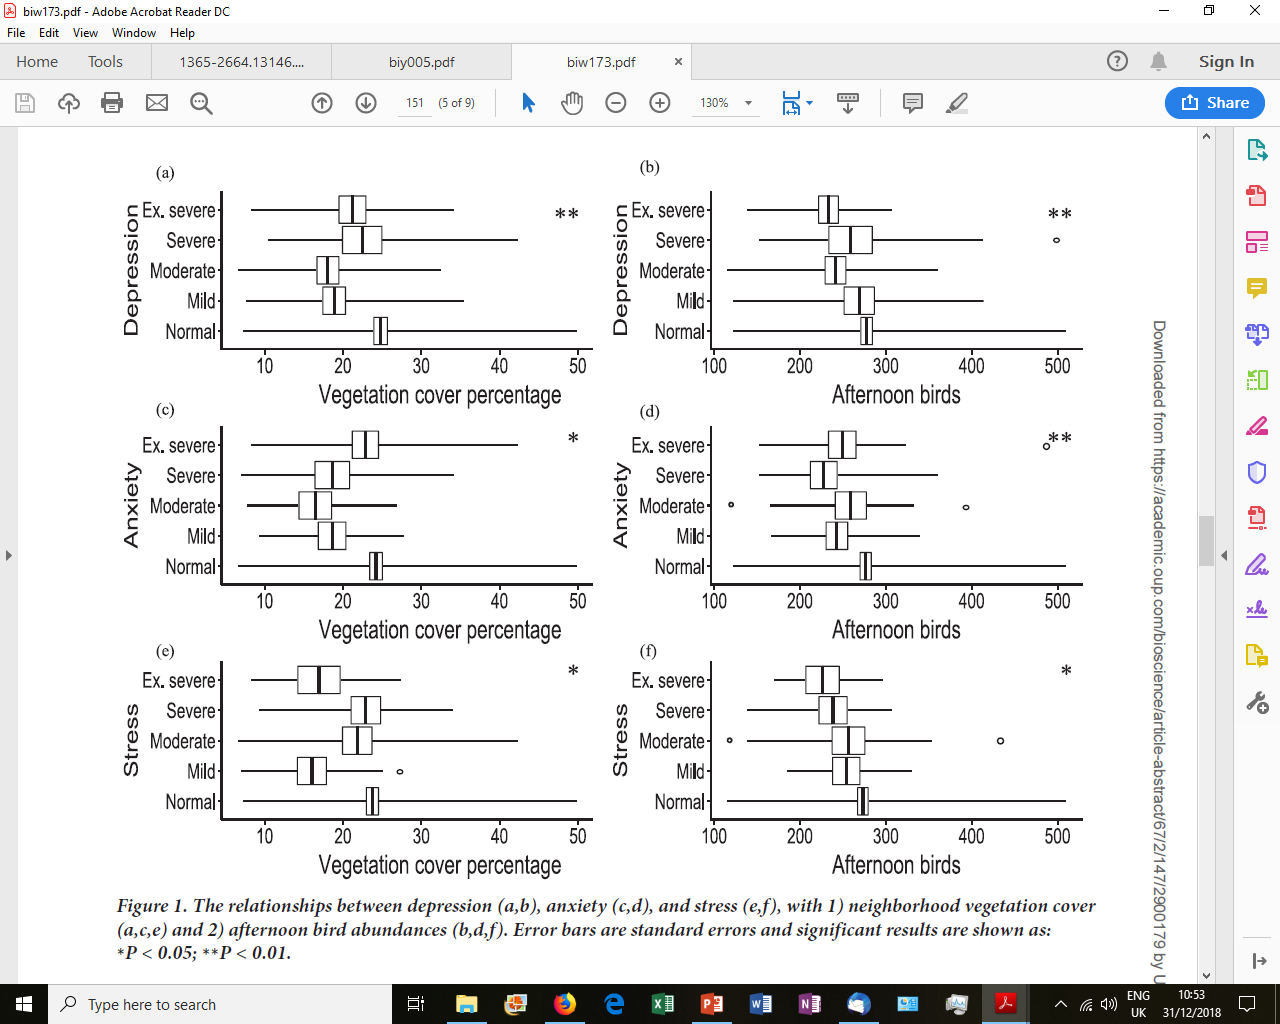 biw173.pdf - Adobe Acrobat Reader DC
File Edit View Window Help
Home Tools 1365-2664.13146.... biy005.pdf biw173.pdf × Sign In
151 (5 of 9) 130% Share
(a) (b)
Depression
Ex. severe
Severe
Moderate
Mild
Normal
**
10 20 30 40 50
Vegetation cover percentage
Depression
Ex. severe
Severe
Moderate
Mild
Normal
**
100 200 300 400 500
Afternoon birds
(c) (d)
Anxiety
Ex. severe
Severe
Moderate
Mild
Normal
*
10 20 30 40 50
Vegetation cover percentage
Anxiety
Ex. severe
Severe
Moderate
Mild
Normal
**
100 200 300 400 500
Afternoon birds
(e) (f)
Stress
Ex. severe
Severe
Moderate
Mild
Normal
*
10 20 30 40 50
Vegetation cover percentage
Stress
Ex. severe
Severe
Moderate
Mild
Normal
*
100 200 300 400 500
Afternoon birds
Downloaded from https://academic.oup.com/bioscience/article-abstract/67/2/147/2900179 by U
Figure 1. The relationships between depression (a,b), anxiety (c,d), and stress (e,f), with 1) neighborhood vegetation cover
(a,c,e) and 2) afternoon bird abundances (b,d,f). Error bars are standard errors and significant results are shown as:
*P < 0.05; **P < 0.01.
Type here to search
ENG
UK
10:53
31/12/2018